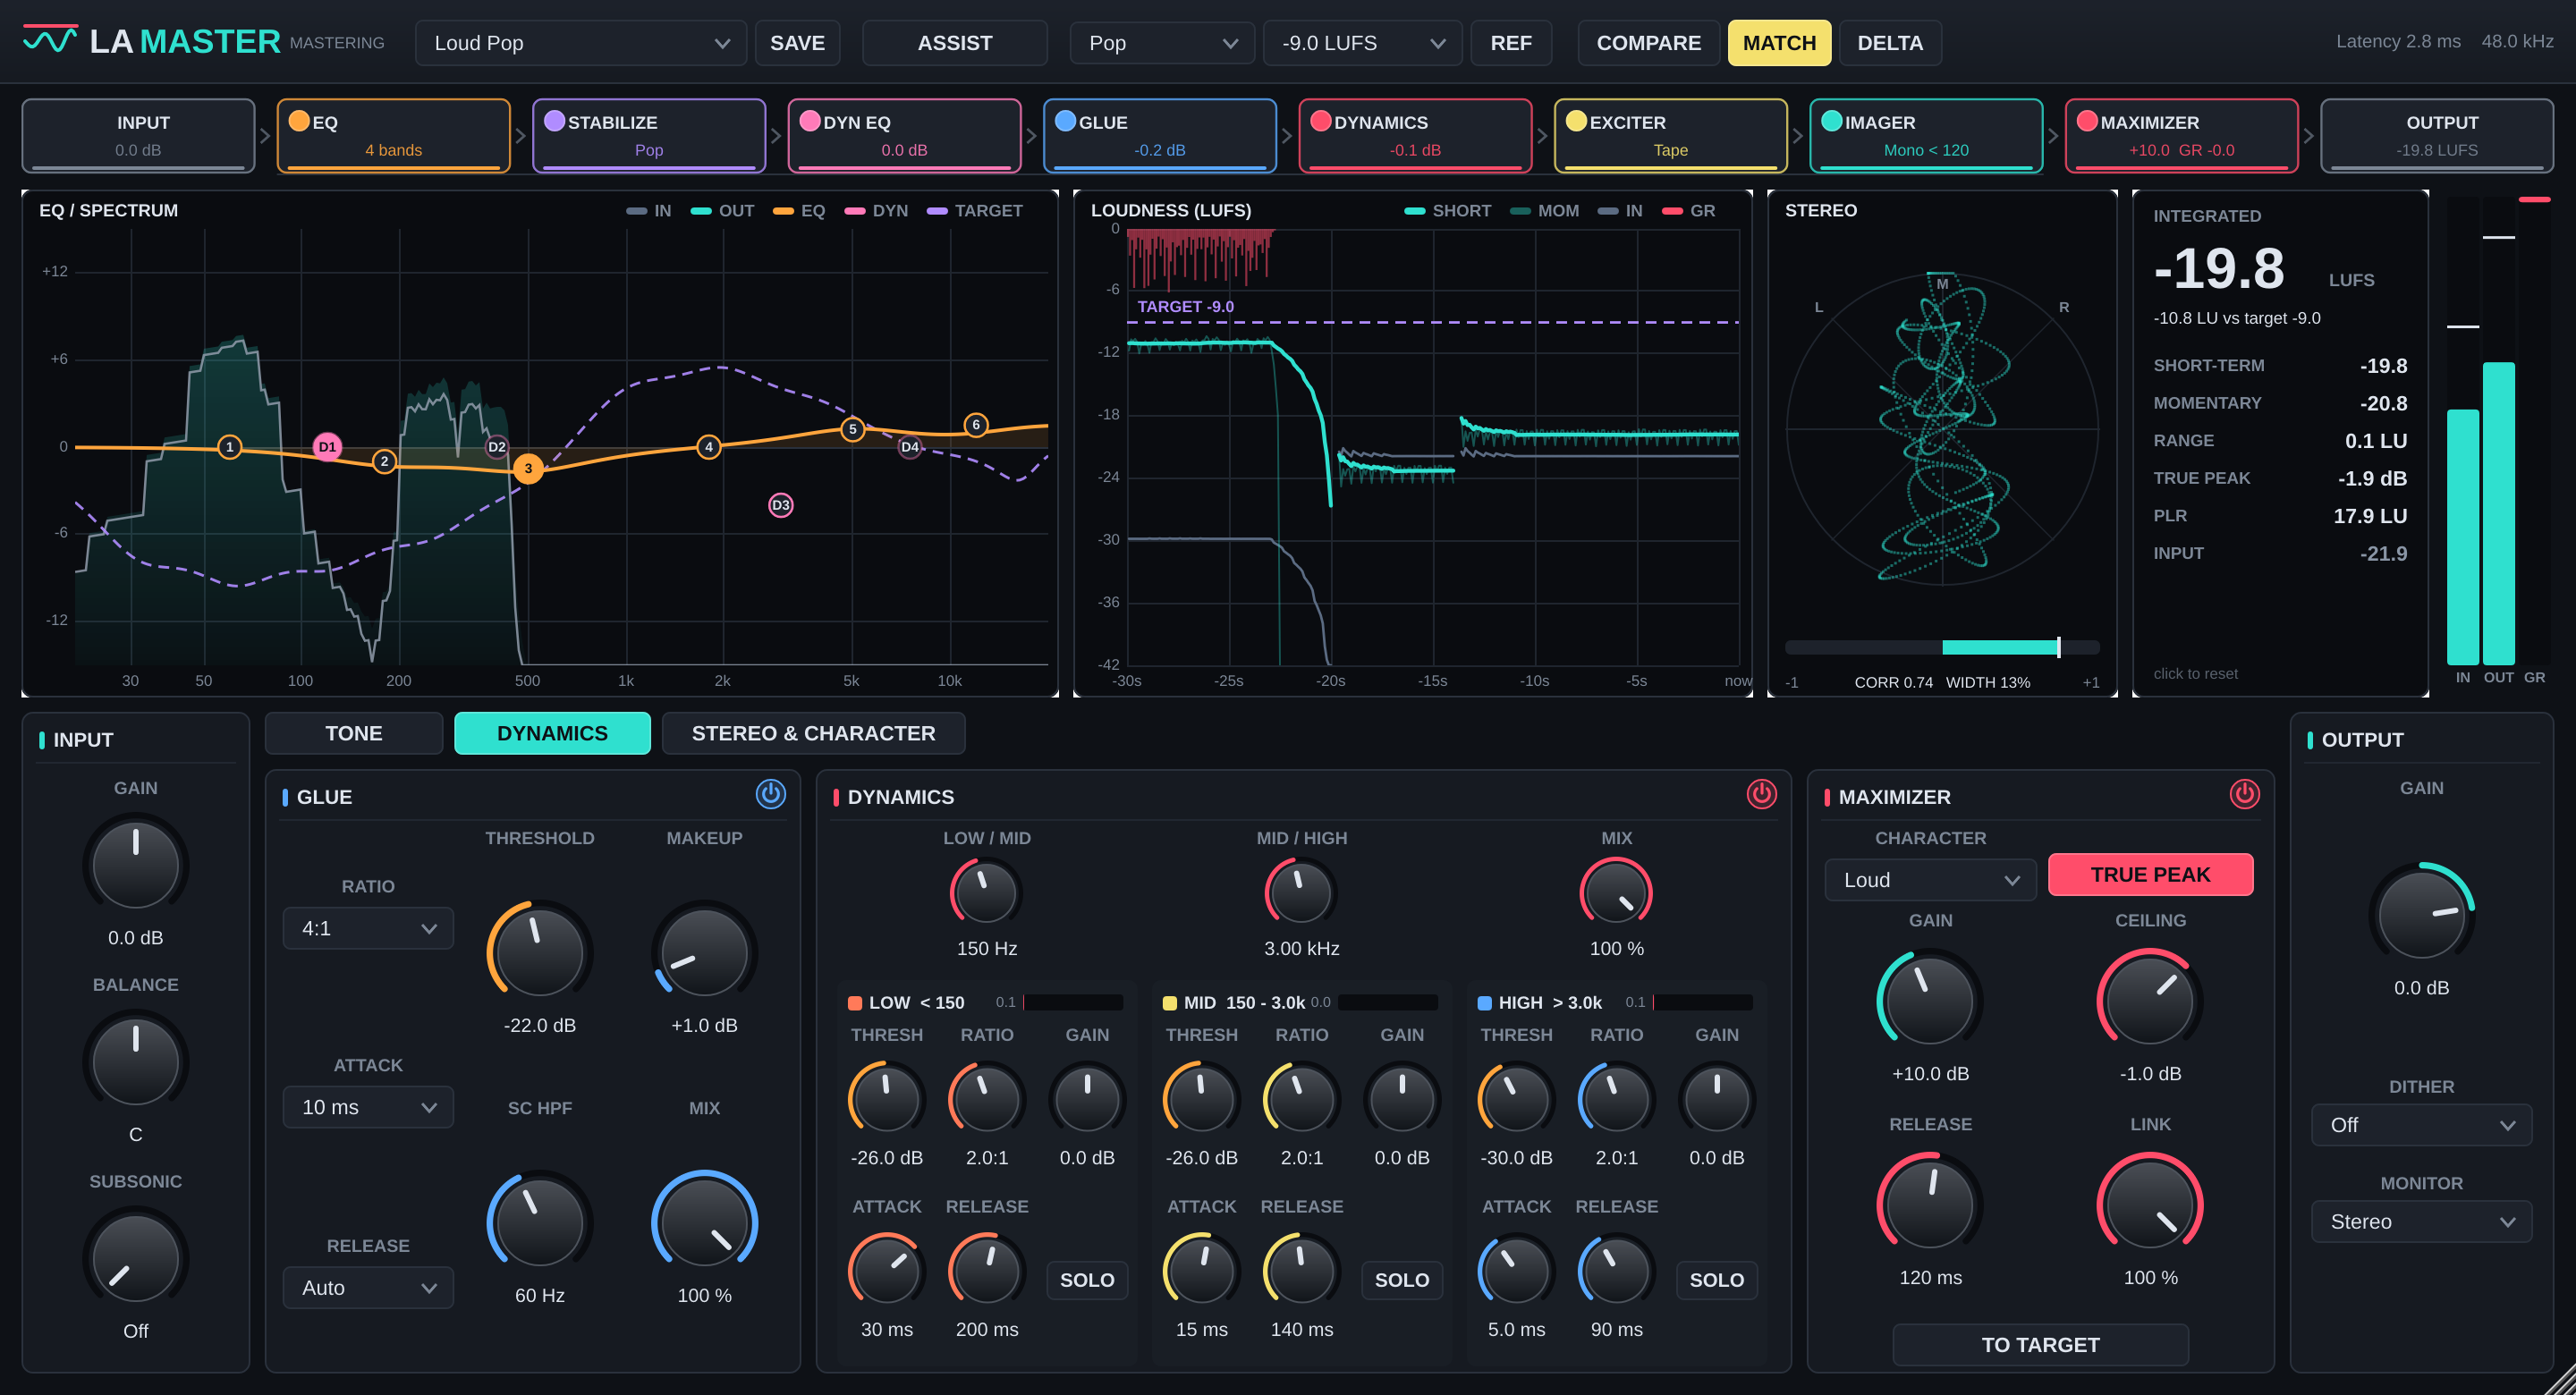 LA MASTER MASTERING Loud Pop SAVE ASSIST Pop -9.0 LUFS REF COMPARE MATCH DELTA Latency 2.8 ms 48.0 kHz
INPUT EQ STABILIZE DYN EQ GLUE DYNAMICS EXCITER IMAGER MAXIMIZER OUTPUT
0.0 dB 4 bands Pop 0.0 dB -0.2 dB -0.1 dB Tape Mono < 120 +10.0 GR -0.0 -19.8 LUFS
EQ / SPECTRUM IN OUT EQ DYN TARGET
+12
+6
0
-6
-12
1 D1 2 D2 3 4 D3 5 D4 6
30 50 100 200 500 1k 2k 5k 10k
LOUDNESS (LUFS) SHORT MOM IN GR
0
-6
TARGET -9.0
-12
-18
-24
-30
-36
-42
-30s -25s -20s -15s -10s -5s now
STEREO
L M R
-1 CORR 0.74 WIDTH 13% +1
INTEGRATED
-19.8 LUFS
-10.8 LU vs target -9.0
SHORT-TERM -19.8
MOMENTARY -20.8
RANGE 0.1 LU
TRUE PEAK -1.9 dB
PLR 17.9 LU
INPUT -21.9
click to reset
IN OUT GR
INPUT
GAIN
0.0 dB
BALANCE
C
SUBSONIC
Off
TONE DYNAMICS STEREO & CHARACTER
GLUE
THRESHOLD MAKEUP
RATIO
4:1
-22.0 dB +1.0 dB
ATTACK
10 ms
SC HPF MIX
RELEASE
Auto
60 Hz 100 %
DYNAMICS
LOW / MID MID / HIGH MIX
150 Hz 3.00 kHz 100 %
LOW < 150 0.1
THRESH RATIO GAIN
-26.0 dB 2.0:1 0.0 dB
ATTACK RELEASE
SOLO
30 ms 200 ms
MID 150 - 3.0k 0.0
THRESH RATIO GAIN
-26.0 dB 2.0:1 0.0 dB
ATTACK RELEASE
SOLO
15 ms 140 ms
HIGH > 3.0k 0.1
THRESH RATIO GAIN
-30.0 dB 2.0:1 0.0 dB
ATTACK RELEASE
SOLO
5.0 ms 90 ms
MAXIMIZER
CHARACTER
Loud TRUE PEAK
GAIN CEILING
+10.0 dB -1.0 dB
RELEASE LINK
120 ms 100 %
TO TARGET
OUTPUT
GAIN
0.0 dB
DITHER
Off
MONITOR
Stereo